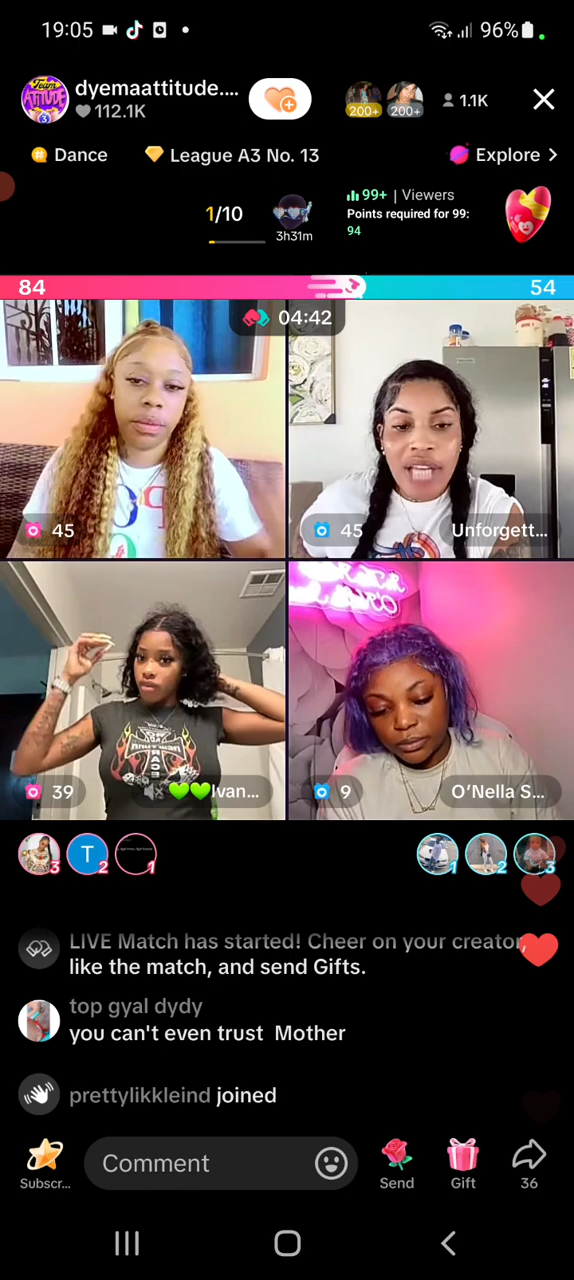 19:05
96%
Team
ATTITUDE
3
dyemaattitude....
112.1K
200+
200+
1.1K
Dance
League A3 No. 13
Explore >
1/10
3h31m
99+ | Viewers
Points required for 99:
94
84
54
04:42
45
45
Unforgett...
39
Ivan...
9
O'Nella S...
3
T
2
1
1
2
3
LIVE Match has started! Cheer on your creator,
like the match, and send Gifts.
top gyal dydy
you can't even trust Mother
prettylikkleind joined
Comment
Subscr...
Send
Gift
36